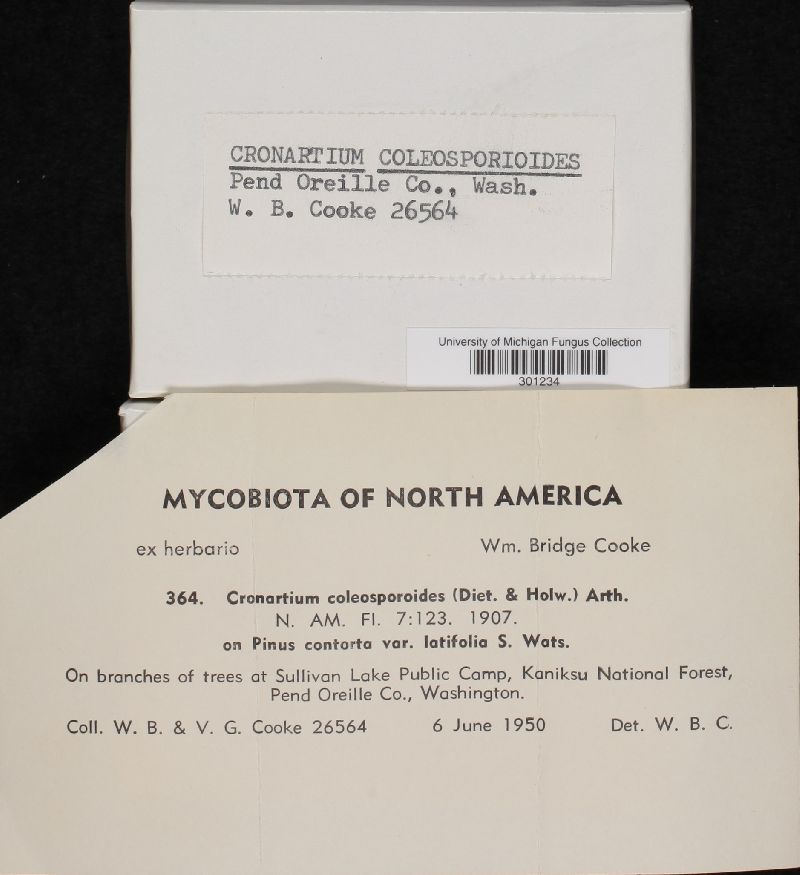 CRONARTIUM COLEOSPORIOIDES
Pend Oreille Co., Wash.
W. B. Cooke 26564
University of Michigan Fungus Collection
301234
MYCOBIOTA OF NORTH AMERICA
ex herbario Wm. Bridge Cooke
364. Cronartium coleosporoides (Diet. & Holw.) Arth.
N. AM. Fl. 7:123. 1907.
on Pinus contorta var. latifolia S. Wats.
On branches of trees at Sullivan Lake Public Camp, Kaniksu National Forest,
Pend Oreille Co., Washington.
Coll. W. B. & V. G. Cooke 26564 6 June 1950 Det. W. B. C.